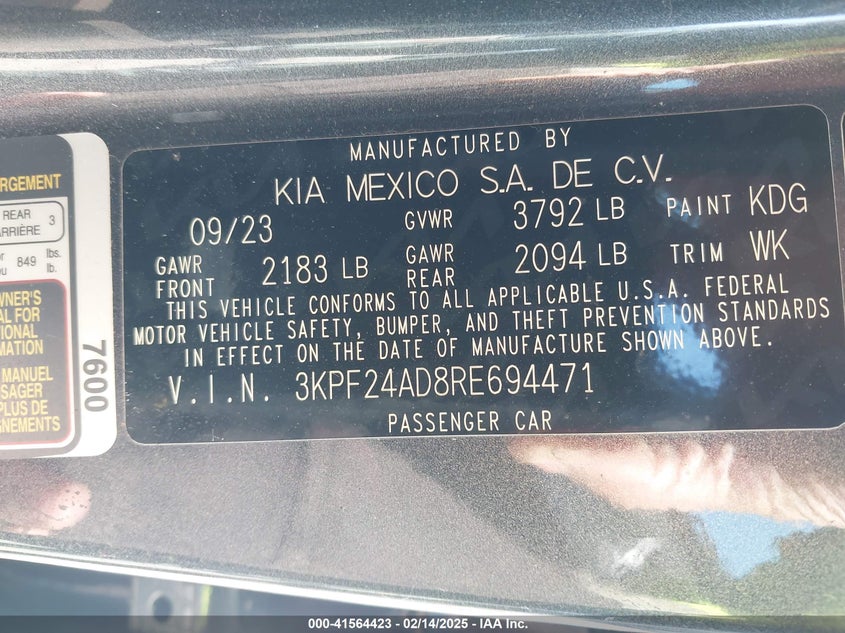 RGEMENT
REAR
ARRIÈRE 3
849 lbs.
lb.
WNER'S
AL FOR
TIONAL
MATION
MANUEL
SAGER
PLUS DE
GNEMENTS
7600
MANUFACTURED BY
KIA MEXICO S.A. DE C.V.
09/23 GVWR 3792 LB PAINT KDG
GAWR FRONT 2183 LB GAWR REAR 2094 LB TRIM WK
THIS VEHICLE CONFORMS TO ALL APPLICABLE U.S.A. FEDERAL
MOTOR VEHICLE SAFETY, BUMPER, AND THEFT PREVENTION STANDARDS
IN EFFECT ON THE DATE OF MANUFACTURE SHOWN ABOVE.
V.I.N. 3KPF24AD8RE694471
PASSENGER CAR
000-41564423 - 02/14/2025 - IAA Inc.